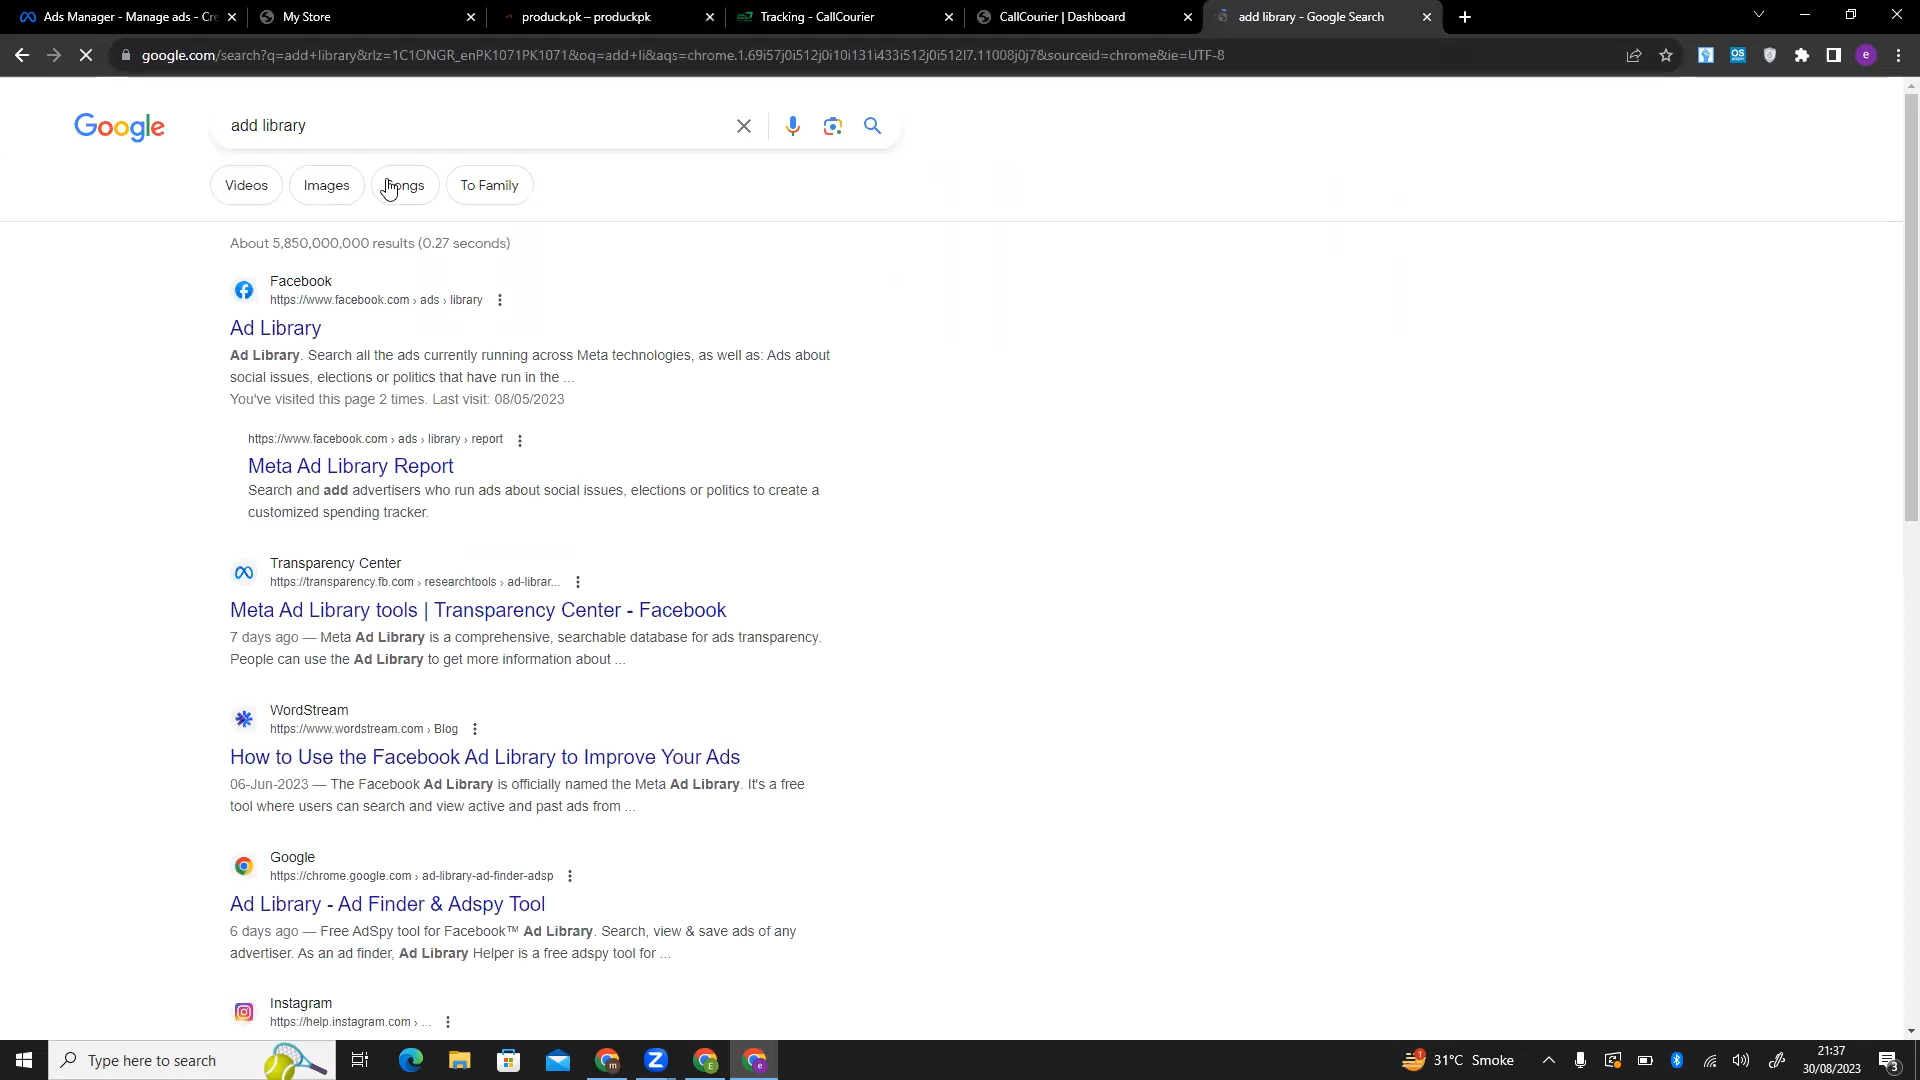 Ads Manager - Manage ads - Cre
My Store
produck.pk – produckpk
Tracking - CallCourier
CallCourier | Dashboard
add library - Google Search
google.com/search?q=add+library&rlz=1C1ONGR_enPK1071PK1071&oq=add+li&aqs=chrome.1.69i57j0i512j0i10i131i433i512j0i512l7.11008j0j7&sourceid=chrome&ie=UTF-8
OS
e
Google
add library
Videos
Images
To Family
About 5,850,000,000 results (0.27 seconds)
Facebook
https://www.facebook.com › ads › library
Ad Library
Ad Library. Search all the ads currently running across Meta technologies, as well as: Ads about
social issues, elections or politics that have run in the ...
You've visited this page 2 times. Last visit: 08/05/2023
https://www.facebook.com › ads › library › report
Meta Ad Library Report
Search and add advertisers who run ads about social issues, elections or politics to create a
customized spending tracker.
Transparency Center
https://transparency.fb.com › researchtools › ad-librar...
Meta Ad Library tools | Transparency Center - Facebook
7 days ago — Meta Ad Library is a comprehensive, searchable database for ads transparency.
People can use the Ad Library to get more information about ...
WordStream
https://www.wordstream.com › Blog
How to Use the Facebook Ad Library to Improve Your Ads
06-Jun-2023 — The Facebook Ad Library is officially named the Meta Ad Library. It's a free
tool where users can search and view active and past ads from ...
Google
https://chrome.google.com › ad-library-ad-finder-adsp
Ad Library - Ad Finder & Adspy Tool
6 days ago — Free AdSpy tool for Facebook™ Ad Library. Search, view & save ads of any
advertiser. As an ad finder, Ad Library Helper is a free adspy tool for ...
Instagram
https://help.instagram.com › ...
Type here to search
31°C Smoke
21:37
30/08/2023
3